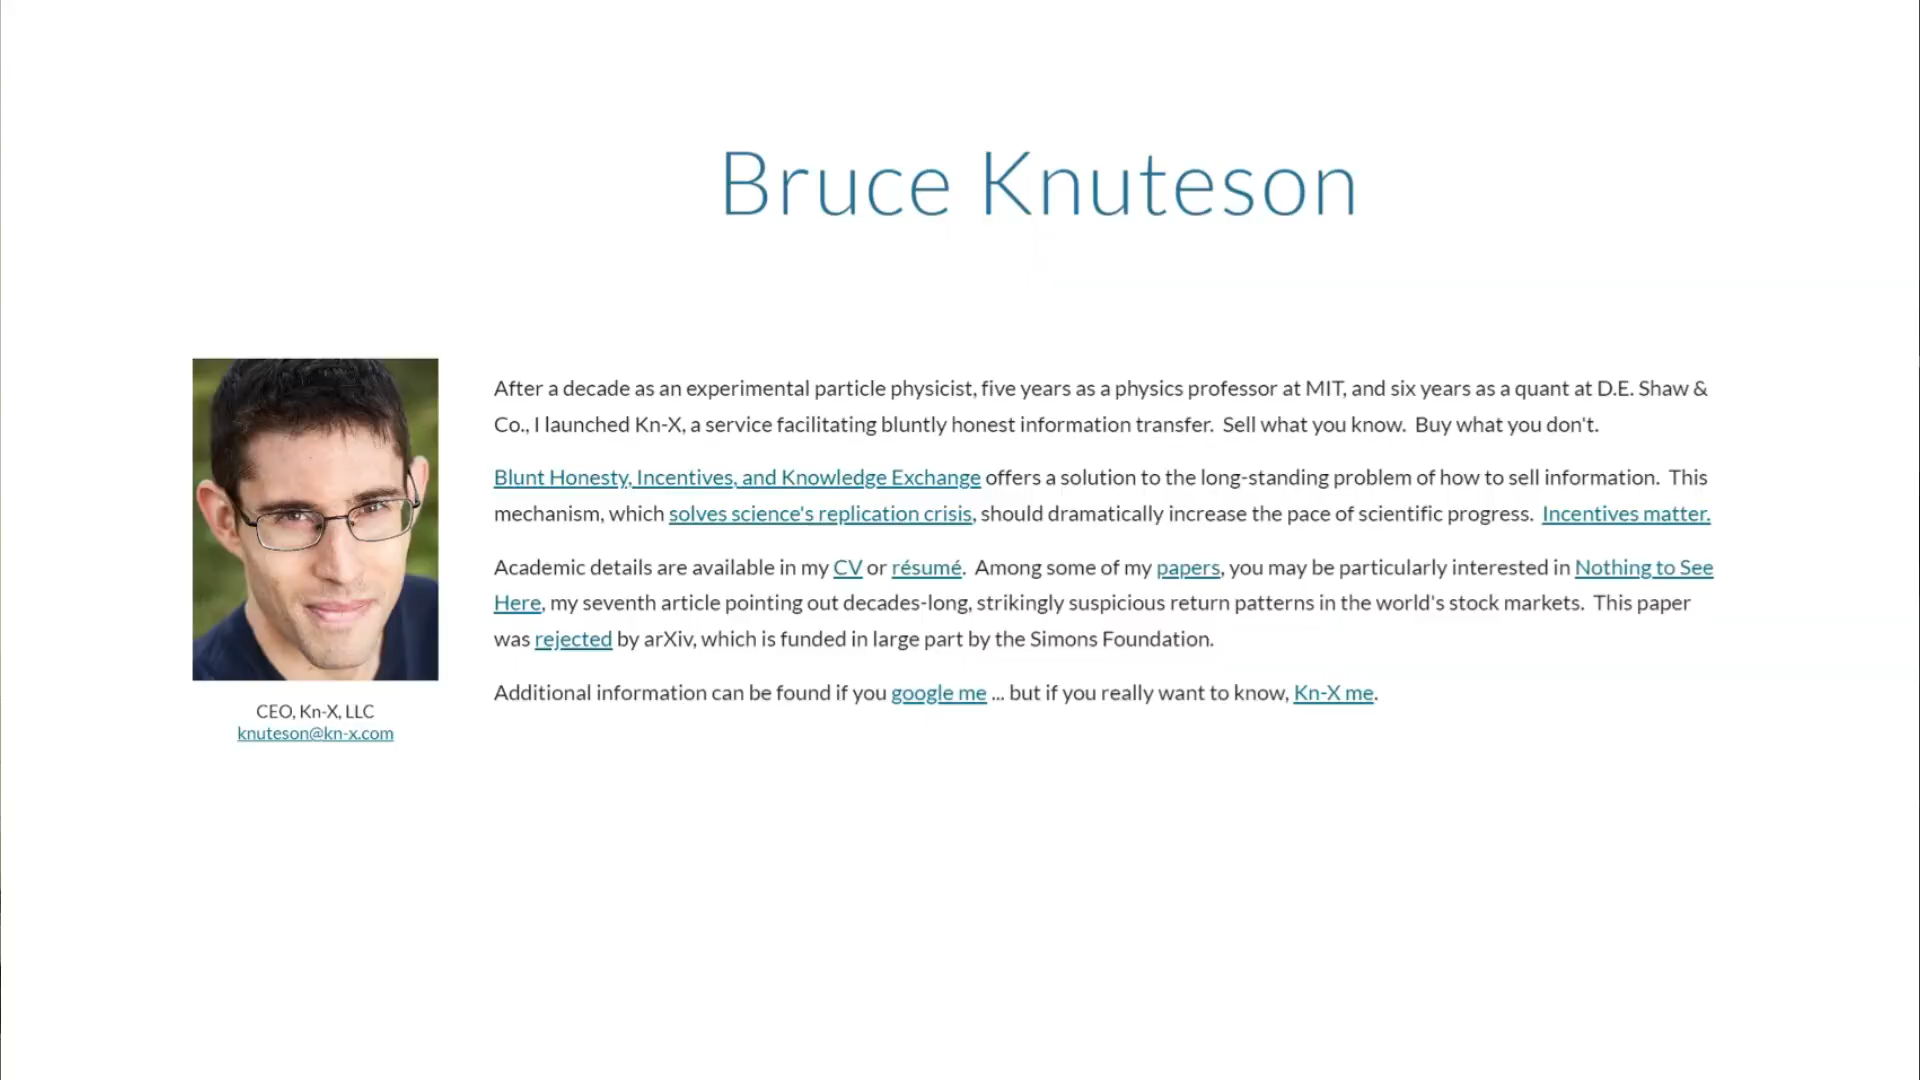 Bruce Knuteson
After a decade as an experimental particle physicist, five years as a physics professor at MIT, and six years as a quant at D.E. Shaw &
Co., I launched Kn-X, a service facilitating bluntly honest information transfer.  Sell what you know.  Buy what you don't.
Blunt Honesty, Incentives, and Knowledge Exchange offers a solution to the long-standing problem of how to sell information.  This
mechanism, which solves science's replication crisis, should dramatically increase the pace of scientific progress.  Incentives matter.
Academic details are available in my CV or résumé.  Among some of my papers, you may be particularly interested in Nothing to See
Here, my seventh article pointing out decades-long, strikingly suspicious return patterns in the world's stock markets.  This paper
was rejected by arXiv, which is funded in large part by the Simons Foundation.
Additional information can be found if you google me ... but if you really want to know, Kn-X me.
CEO, Kn-X, LLC
knuteson@kn-x.com